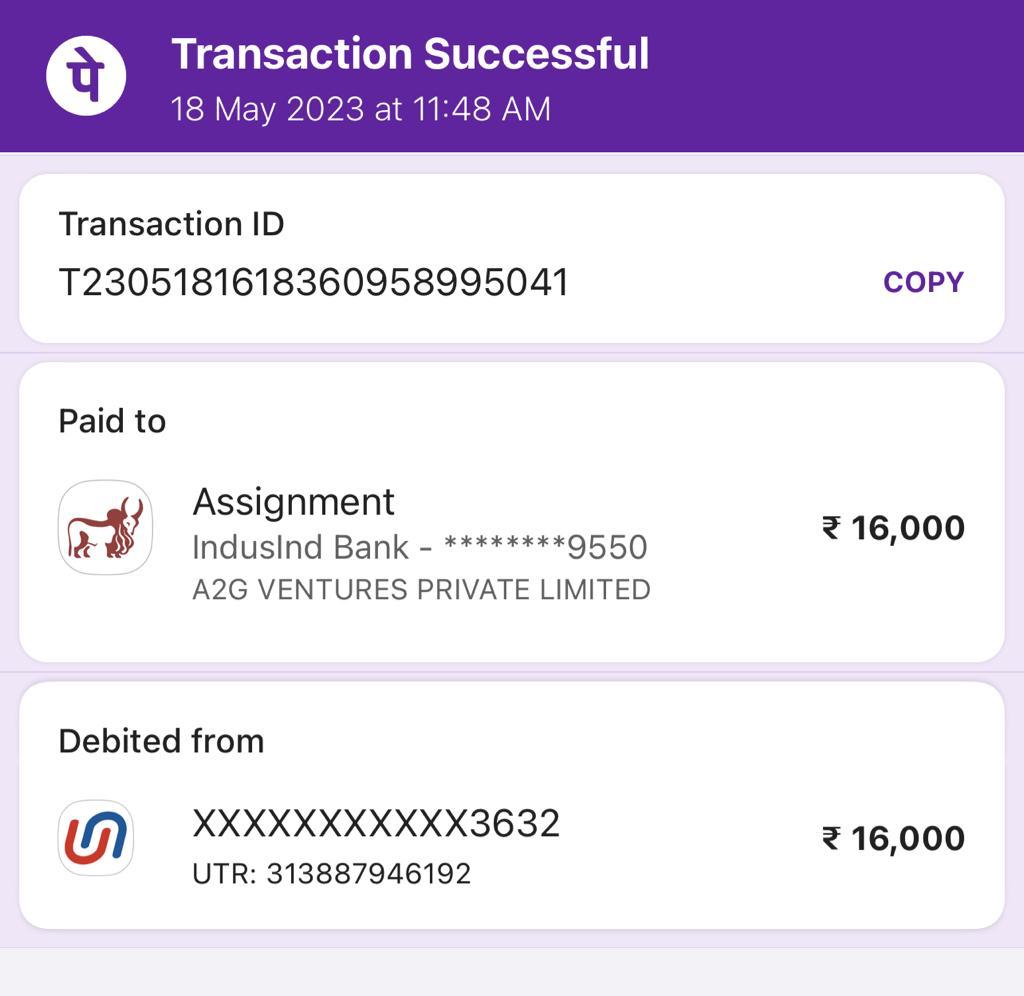 पे
Transaction Successful
18 May 2023 at 11:48 AM
Transaction ID
T2305181618360958995041
COPY
Paid to
Assignment
IndusInd Bank - ********9550
A2G VENTURES PRIVATE LIMITED
₹ 16,000
Debited from
XXXXXXXXXXX3632
UTR: 313887946192
₹ 16,000